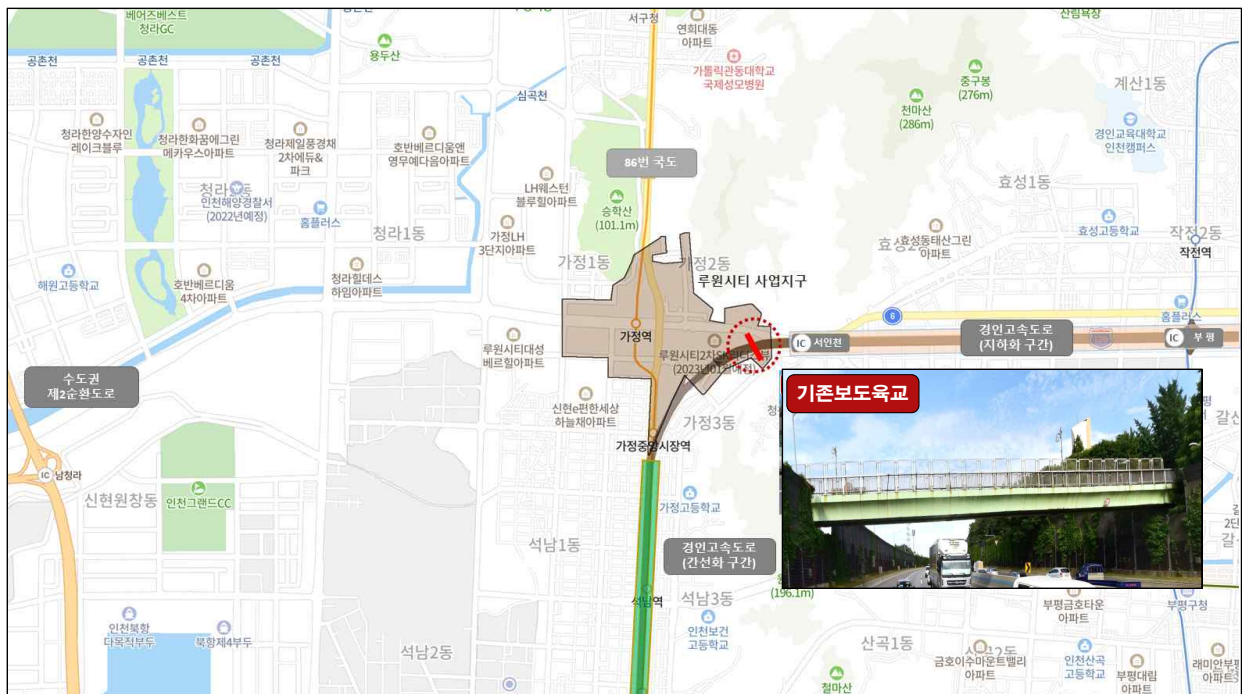 베어즈베스트
청라GC
공촌천
공촌천
공촌천
용두산
서구청
연희대동
아파트
산림욕장
가톨릭관동대학교
국제성모병원
중구봉
(276m)
천마산
(286m)
계산1동
경인교육대학교
인천캠퍼스
심곡천
청라한양수자인
레이크블루
청라한화꿈에그린
메카우스아파트
청라제일풍경채
2차에듀&
파크
호반베르디움앤
영무예다음아파트
86번 국도
LH웨스턴
블루힐아파트
승학산
(101.1m)
인천해양경찰서
(2022년예정)
홈플러스
청라1동
가정LH
3단지아파트
효성1동
효성고등학교
작전2동
작전역
효성동태산그린
아파트
가정1동
가정2동
루원시티 사업지구
해원고등학교
호반베르디움
4차아파트
청라힐데스
하임아파트
홈플러스
6
가정역
루원시티대성
베르힐아파트
IC 서인천
경인고속도로
(지하화 구간)
IC 부 평
수도권
제2순환도로
기존보도육교
신현e편한세상
하늘채아파트
가정3동
가정중앙시장역
IC 남청라
신현원창동
인천그랜드CC
가정고등학교
석남1동
경인고속도로
(간선화 구간)
(196.1m)
석남역
석남3동
부평금호타운
아파트
부평구청
인천북항
다목적부두
북항제4부두
석남2동
인천보건
고등학교
산곡1동
철마산
금호이수마운트밸리
아파트
인천산곡
고등학교
부평대림
아파트
래미안부평
아파트